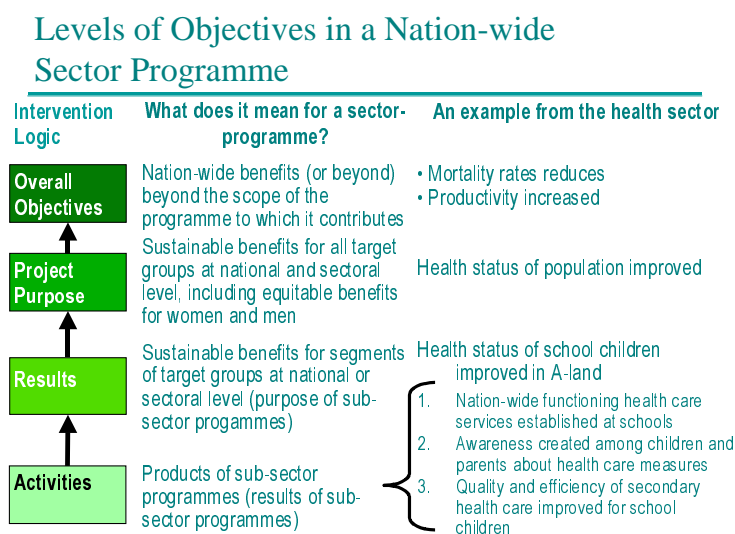 Levels of Objectives in a Nation-wide
Sector Programme
Intervention
Logic
What does it mean for a sector-
programme?
An example from the health sector
Overall
Objectives
Nation-wide benefits (or beyond)
beyond the scope of the
programme to which it contributes
• Mortality rates reduces
• Productivity increased
Project
Purpose
Sustainable benefits for all target
groups at national and sectoral
level, including equitable benefits
for women and men
Health status of population improved
Results
Sustainable benefits for segments
of target groups at national or
sectoral level (purpose of sub-
sector progammes)
Health status of school children
improved in A-land
Activities
Products of sub-sector
programmes (results of sub-
sector programmes)
1. Nation-wide functioning health care
services established at schools
2. Awareness created among children and
parents about health care measures
3. Quality and efficiency of secondary
health care improved for school
children